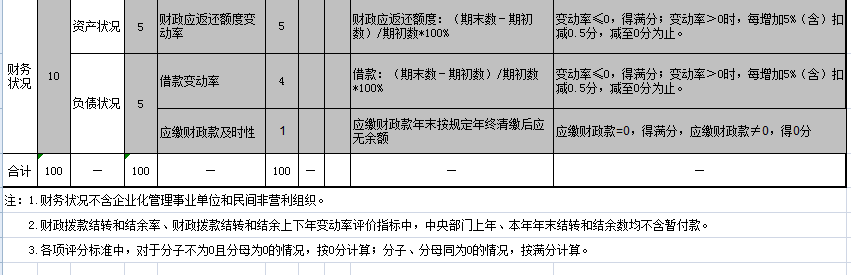 资产状况 5 财政应返还额度变动率 5 财政应返还额度：（期末数－期初数）/期初数*100% 变动率≤0，得满分；变动率＞0时，每增加5%（含）扣减0.5分，减至0分为止。
财务状况 10
负债状况 5 借款变动率 4 借款：（期末数－期初数）/期初数*100% 变动率≤0，得满分；变动率＞0时，每增加5%（含）扣减0.5分，减至0分为止。
应缴财政款及时性 1 应缴财政款年末按规定年终清缴后应无余额 应缴财政款=0，得满分，应缴财政款≠0，得0分
合计 100 － 100 － 100 － － －
注：1.财务状况不含企业化管理事业单位和民间非营利组织。
2.财政拨款结转和结余率、财政拨款结转和结余上下年变动率评价指标中，中央部门上年、本年年末结转和结余数均不含暂付款。
3.各项评分标准中，对于分子不为0且分母为0的情况，按0分计算；分子、分母同为0的情况，按满分计算。